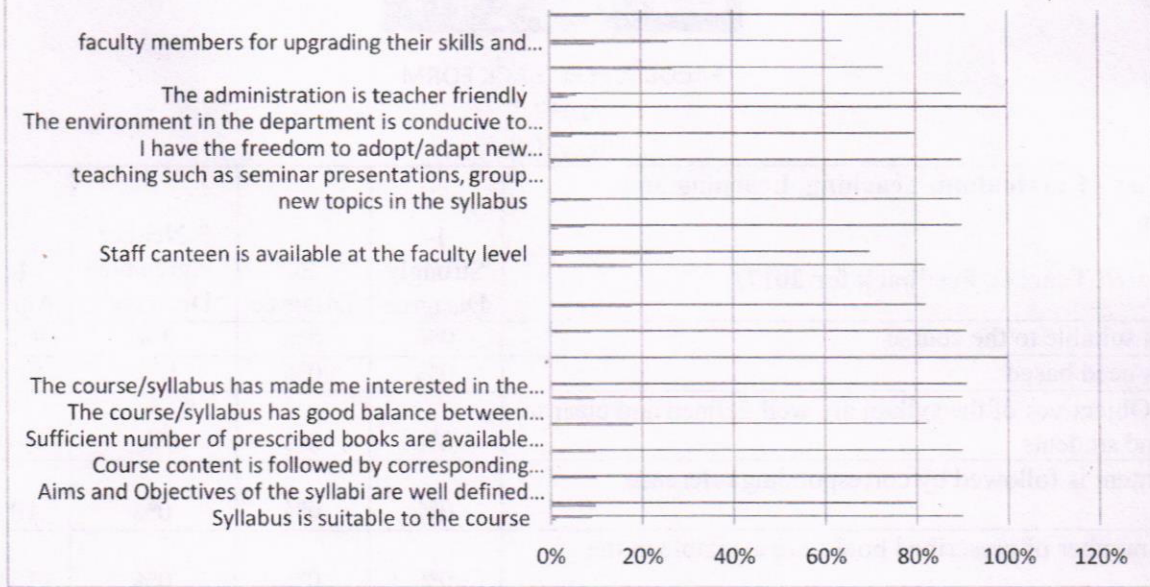 faculty members for upgrading their skills and...
The administration is teacher friendly
The environment in the department is conducive to...
I have the freedom to adopt/adapt new...
teaching such as seminar presentations, group...
new topics in the syllabus
Staff canteen is available at the faculty level
The course/syllabus has made me interested in the...
The course/syllabus has good balance between...
Sufficient number of prescribed books are available...
Course content is followed by corresponding...
Aims and Objectives of the syllabi are well defined...
Syllabus is suitable to the course
0% 20% 40% 60% 80% 100% 120%